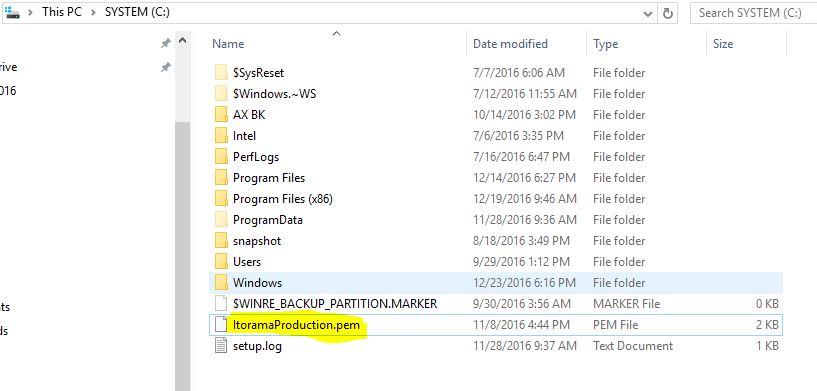 This PC > SYSTEM (C:)
Search SYSTEM (C:)
Name Date modified Type Size
rive
016
nts
ds
$SysReset 7/7/2016 6:06 AM File folder
$Windows.~WS 7/12/2016 11:55 AM File folder
AX BK 10/14/2016 3:02 PM File folder
Intel 7/6/2016 3:35 PM File folder
PerfLogs 7/16/2016 6:47 PM File folder
Program Files 12/14/2016 6:27 PM File folder
Program Files (x86) 12/19/2016 9:46 AM File folder
ProgramData 11/28/2016 9:36 AM File folder
snapshot 8/18/2016 3:49 PM File folder
Users 9/29/2016 1:12 PM File folder
Windows 12/23/2016 6:16 PM File folder
$WINRE_BACKUP_PARTITION.MARKER 9/30/2016 3:56 AM MARKER File 0 KB
ItoramaProduction.pem 11/8/2016 4:44 PM PEM File 2 KB
setup.log 11/28/2016 9:37 AM Text Document 1 KB